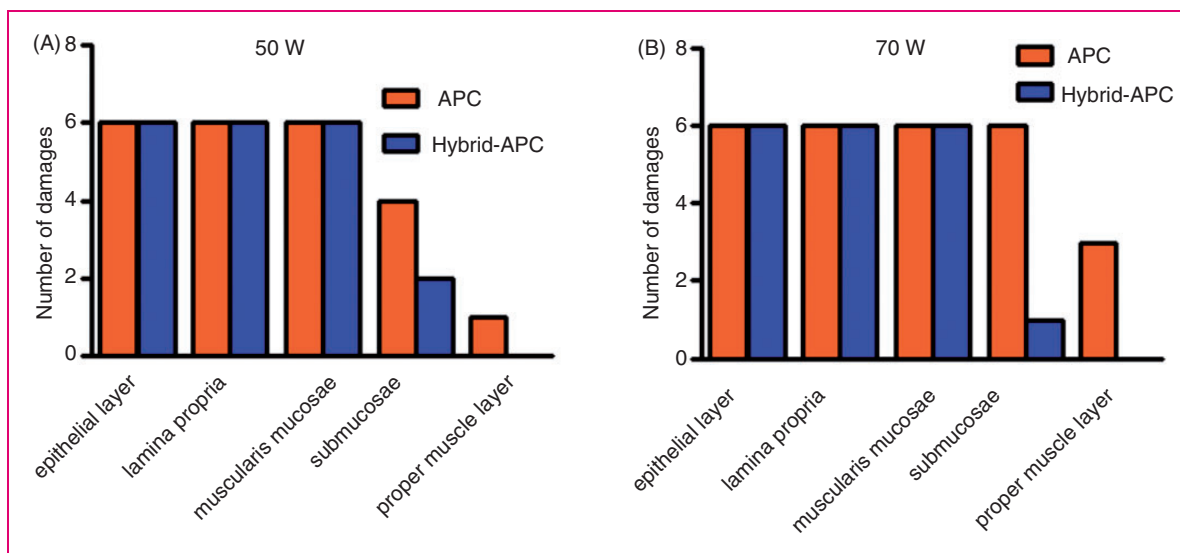 (A)
50 W
APC
Hybrid-APC
Number of damages
8
6
4
2
0
epithelial layer
lamina propria
muscularis mucosae
submucosae
proper muscle layer
(B)
70 W
APC
Hybrid-APC
Number of damages
8
6
4
2
0
epithelial layer
lamina propria
muscularis mucosae
submucosae
proper muscle layer